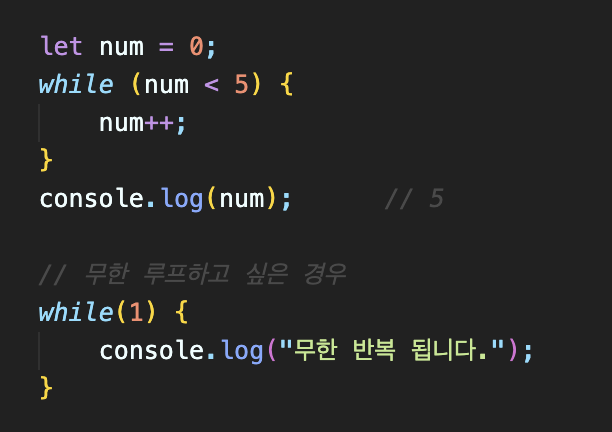 let num = 0;
while (num < 5) {
    num++;
}
console.log(num);      // 5
// 무한 루프하고 싶은 경우
while(1) {
    console.log("무한 반복 됩니다.");
}